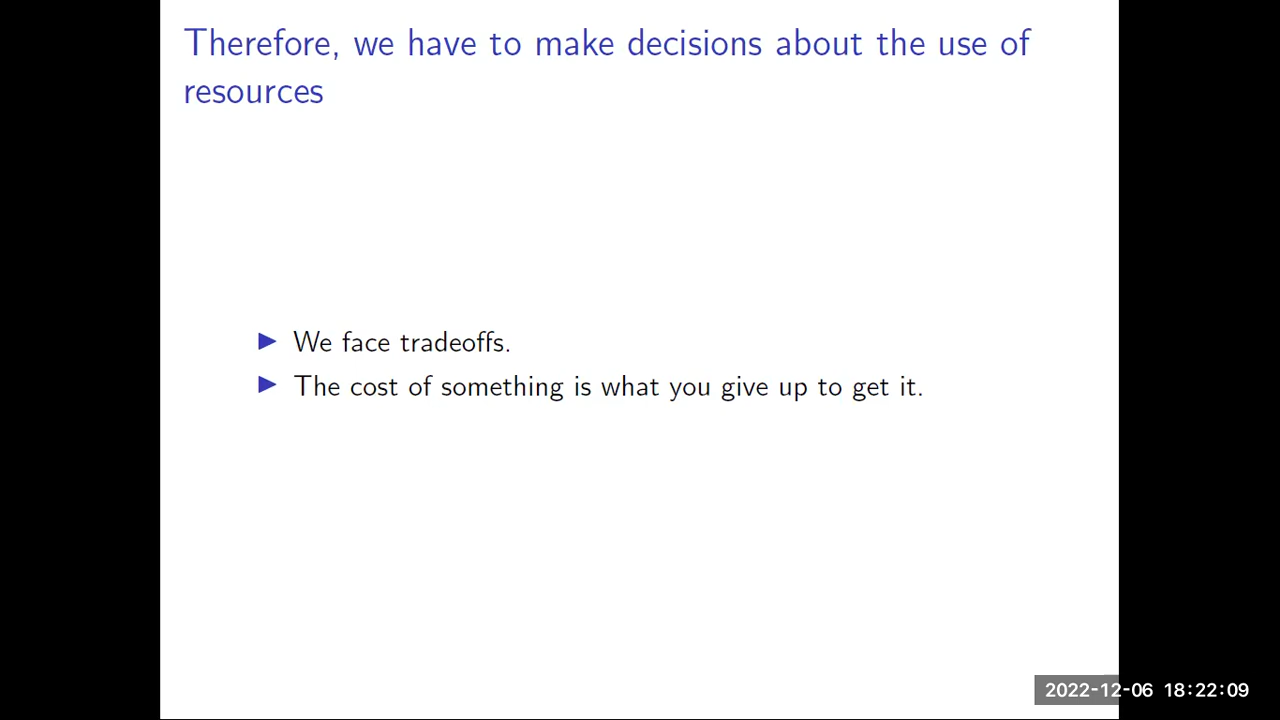 Therefore, we have to make decisions about the use of
resources
We face tradeoffs.
The cost of something is what you give up to get it.
2022-12-06 18:22:09